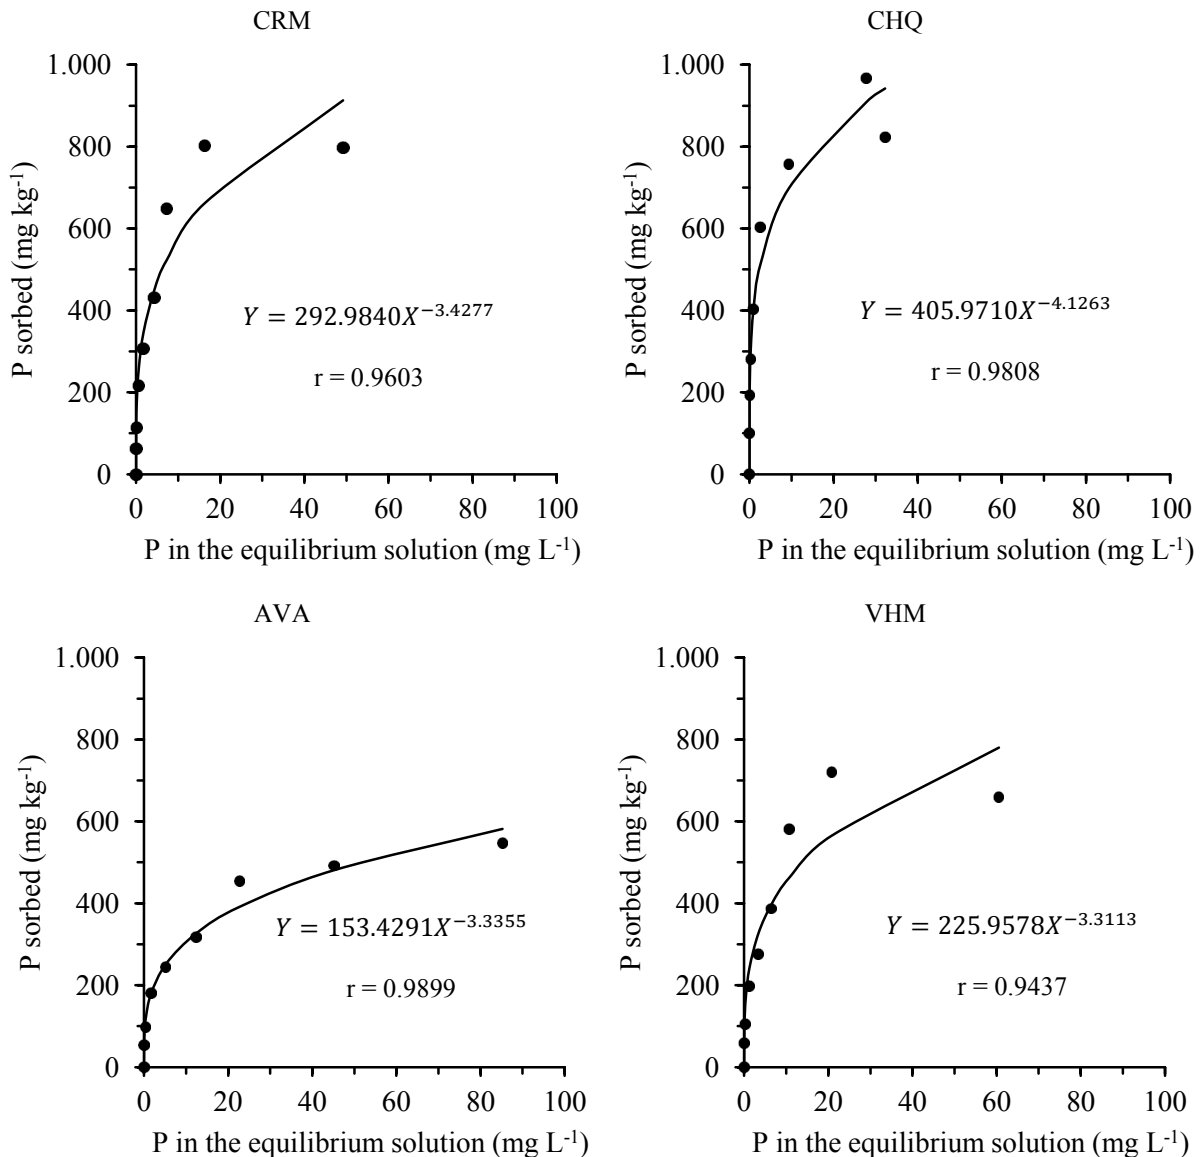 CRM
1.000
800
600
400
200
0
P sorbed (mg kg⁻¹)
Y = 292.9840X^−3.4277
r = 0.9603
0 20 40 60 80 100
P in the equilibrium solution (mg L⁻¹)
CHQ
1.000
800
600
400
200
0
P sorbed (mg kg⁻¹)
Y = 405.9710X^−4.1263
r = 0.9808
0 20 40 60 80 100
P in the equilibrium solution (mg L⁻¹)
AVA
1.000
800
600
400
200
0
P sorbed (mg kg⁻¹)
Y = 153.4291X^−3.3355
r = 0.9899
0 20 40 60 80 100
P in the equilibrium solution (mg L⁻¹)
VHM
1.000
800
600
400
200
0
P sorbed (mg kg⁻¹)
Y = 225.9578X^−3.3113
r = 0.9437
0 20 40 60 80 100
P in the equilibrium solution (mg L⁻¹)